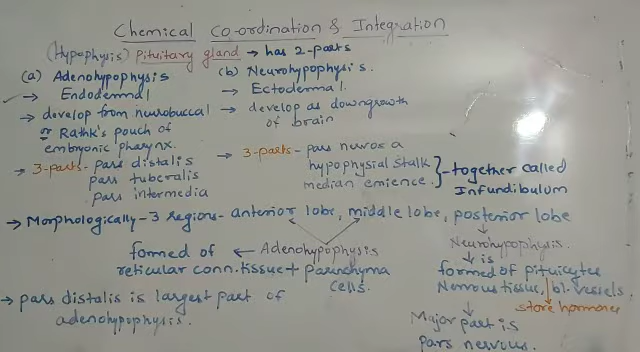 Chemical Co-ordination & Integration
(Hypophysis) Pituitary gland → has 2-parts
(a) Adenohypophysis
→ Endodermal
→ develop from neurobuccal
or Rathk's pouch of
embryonic pharynx.
→ 3-parts - pars distalis
pars tuberalis
pars intermedia
(b) Neurohypophysis.
→ Ectodermal.
→ develop as downgrowth
of brain
→ 3-parts - pars nurosa
hypophysial stalk
median emience.
} - together called
Infundibulum
→ Morphologically - 3 regions - anterior lobe, middle lobe, posterior lobe
formed of ← Adenohypophysis
reticular conn. tissue + parenchyma
cells.
Neurohypophysis.
↓ is
formed of pituicytes
Nervous tissue, bl. vessels.
store hormones
Major part is
pars nervous.
→ pars distalis is largest part of
adenohypophysis.